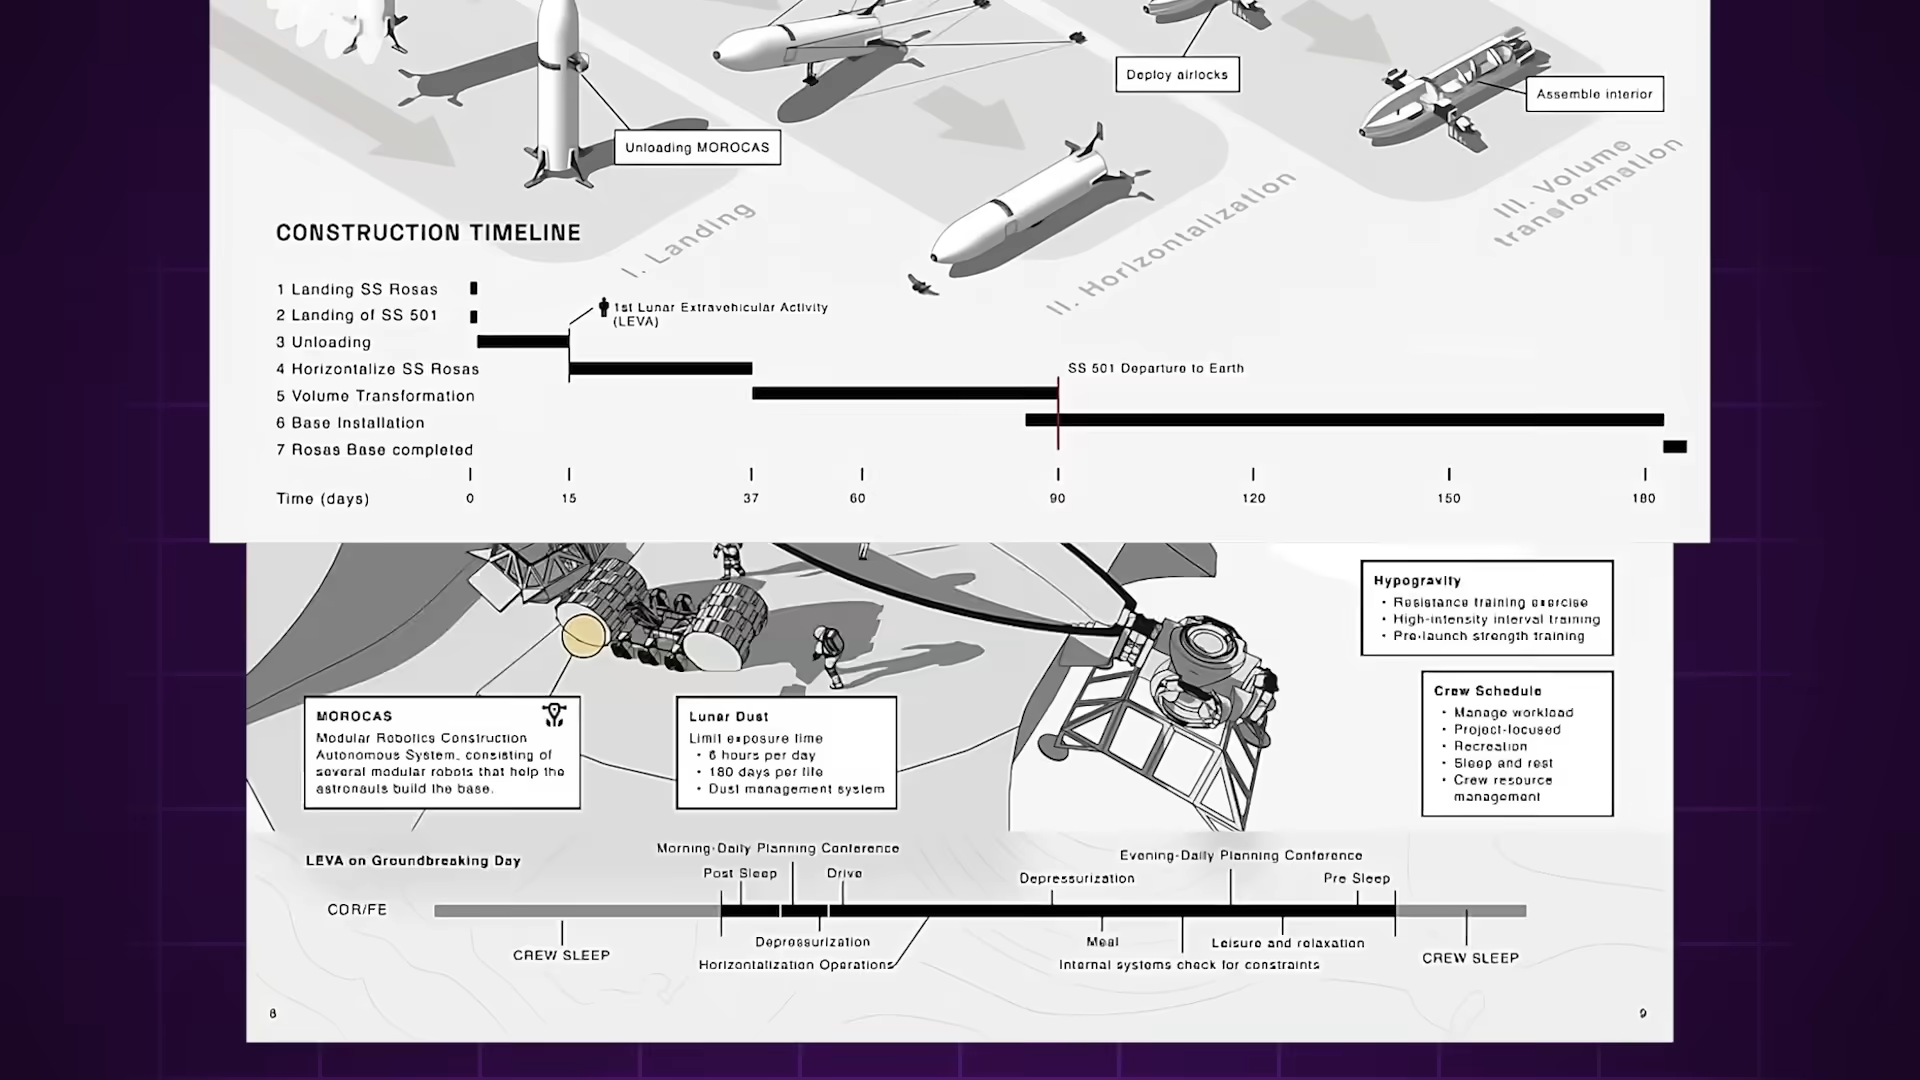 Deploy airlocks
Assemble interior
Unloading MOROCAS
I. Landing
II. Horizontalization
III. Volume
transformation
CONSTRUCTION TIMELINE
1 Landing SS Rosas
2 Landing of SS 501
1st Lunar Extravehicular Activity
(LEVA)
3 Unloading
4 Horizontalize SS Rosas
SS 501 Departure to Earth
5 Volume Transformation
6 Base Installation
7 Rosas Base completed
Time (days) 0 15 37 60 90 120 150 180
Hypogravity
• Resistance training exercise
• High-intensity interval training
• Pre-launch strength training
MOROCAS
Modular Robotics Construction
Autonomous System, consisting of
several modular robots that help the
astronauts build the base.
Lunar Dust
Limit exposure time
• 6 hours per day
• 180 days per life
• Dust management system
Crew Schedule
• Manage workload
• Project-focused
• Recreation
• Sleep and rest
• Crew resource
management
LEVA on Groundbreaking Day
Morning-Daily Planning Conference
Evening-Daily Planning Conference
Post Sleep
Drive
Depressurization
Pre Sleep
COR/FE
CREW SLEEP
Depressurization
Horizontalization Operations
Meal
Leisure and relaxation
Internal systems check for constraints
CREW SLEEP
8
9